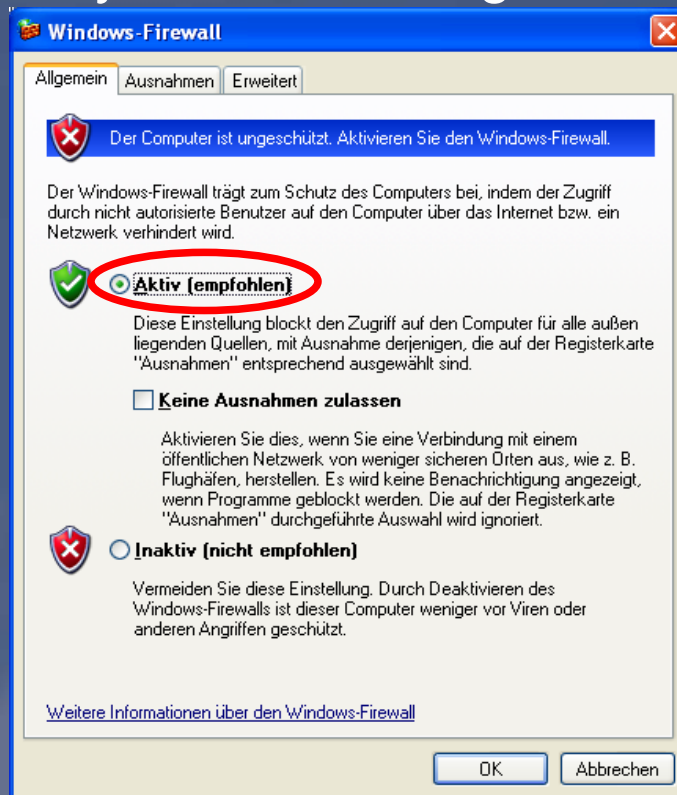 Windows-Firewall
Allgemein Ausnahmen Erweitert
Der Computer ist ungeschützt. Aktivieren Sie den Windows-Firewall.
Der Windows-Firewall trägt zum Schutz des Computers bei, indem der Zugriff
durch nicht autorisierte Benutzer auf den Computer über das Internet bzw. ein
Netzwerk verhindert wird.
Aktiv (empfohlen)
Diese Einstellung blockt den Zugriff auf den Computer für alle außen
liegenden Quellen, mit Ausnahme derjenigen, die auf der Registerkarte
"Ausnahmen" entsprechend ausgewählt sind.
Keine Ausnahmen zulassen
Aktivieren Sie dies, wenn Sie eine Verbindung mit einem
öffentlichen Netzwerk von weniger sicheren Orten aus, wie z. B.
Flughäfen, herstellen. Es wird keine Benachrichtigung angezeigt,
wenn Programme geblockt werden. Die auf der Registerkarte
"Ausnahmen" durchgeführte Auswahl wird ignoriert.
Inaktiv (nicht empfohlen)
Vermeiden Sie diese Einstellung. Durch Deaktivieren des
Windows-Firewalls ist dieser Computer weniger vor Viren oder
anderen Angriffen geschützt.
Weitere Informationen über den Windows-Firewall
OK Abbrechen